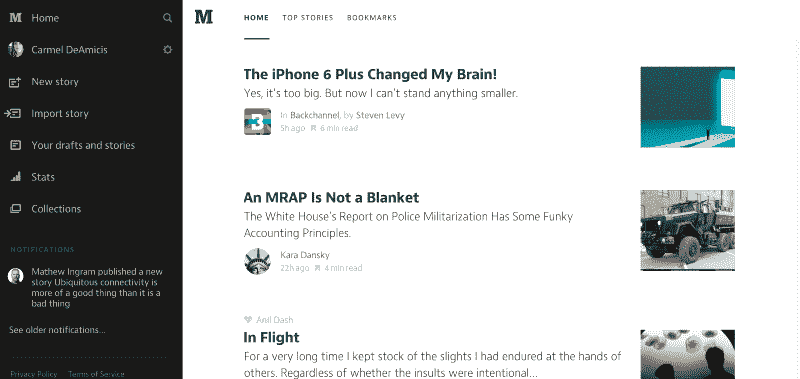 M Home
Carmel DeAmicis
New story
Import story
Your drafts and stories
Stats
Collections
NOTIFICATIONS
Mathew Ingram published a new
story Ubiquitous connectivity is
more of a good thing than it is a
bad thing
See older notifications...
Privacy Policy Terms of Service
M HOME TOP STORIES BOOKMARKS
The iPhone 6 Plus Changed My Brain!
Yes, it's too big. But now I can't stand anything smaller.
3
In Backchannel, by Steven Levy
5h ago 6 min read
An MRAP Is Not a Blanket
The White House's Report on Police Militarization Has Some Funky
Accounting Principles.
Kara Dansky
22h ago 4 min read
Anil Dash
In Flight
For a very long time I kept stock of the slights I had endured at the hands of
others. Regardless of whether the insults were intentional...